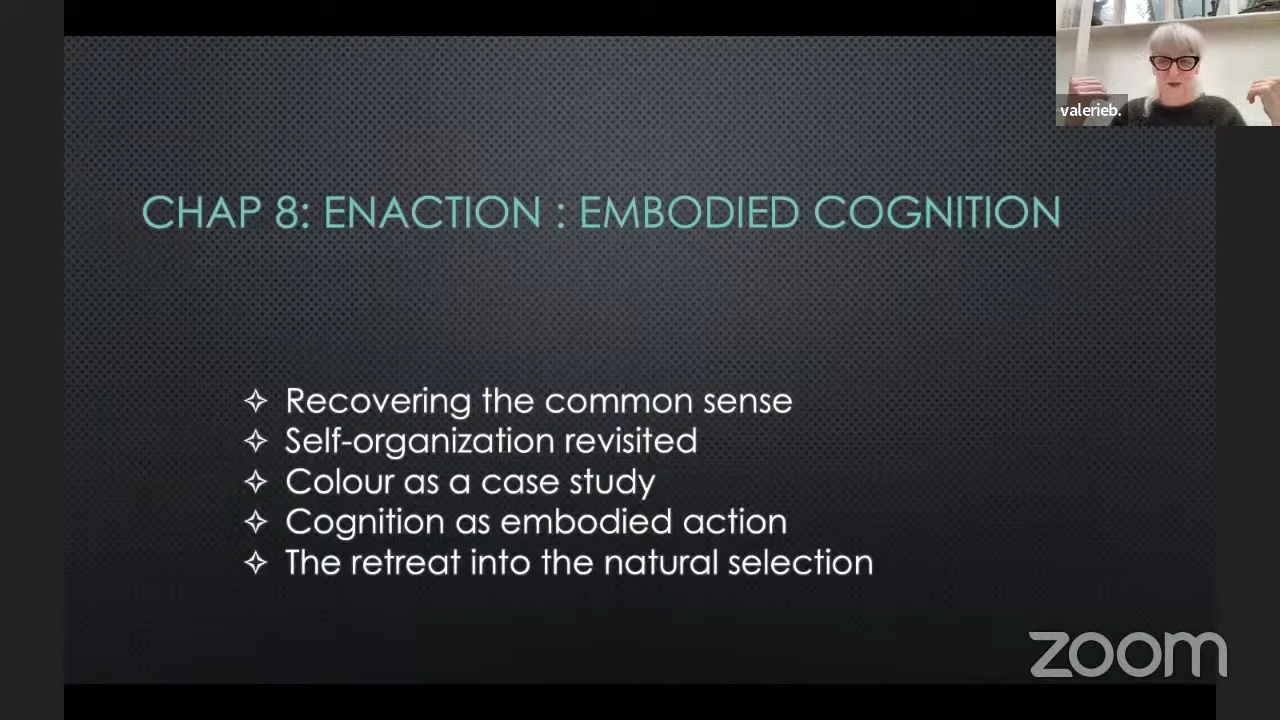 valerieb.
CHAP 8: ENACTION : EMBODIED COGNITION
✧ Recovering the common sense
✧ Self-organization revisited
✧ Colour as a case study
✧ Cognition as embodied action
✧ The retreat into the natural selection
zoom